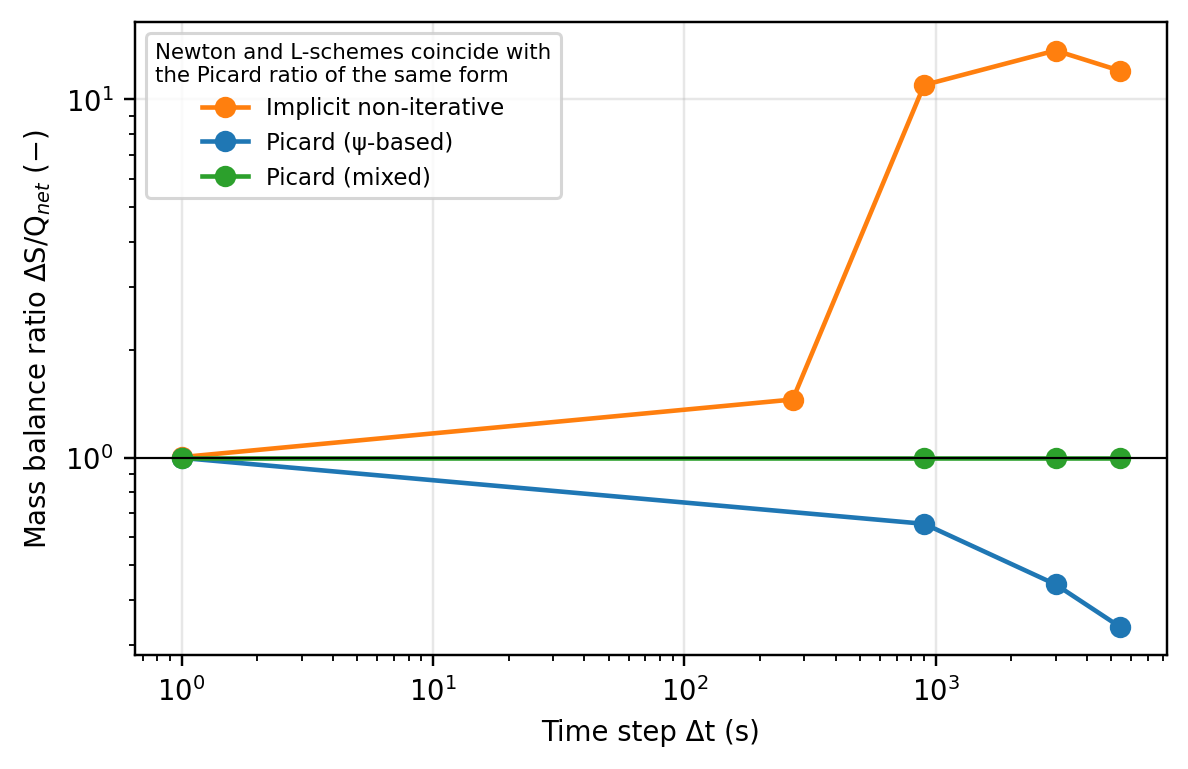 Newton and L-schemes coincide with
the Picard ratio of the same form
Implicit non-iterative
Picard (ψ-based)
Picard (mixed)
Mass balance ratio ΔS/Qₙₑₜ (−)
10¹
10⁰
10⁰
10¹
10²
10³
Time step Δt (s)